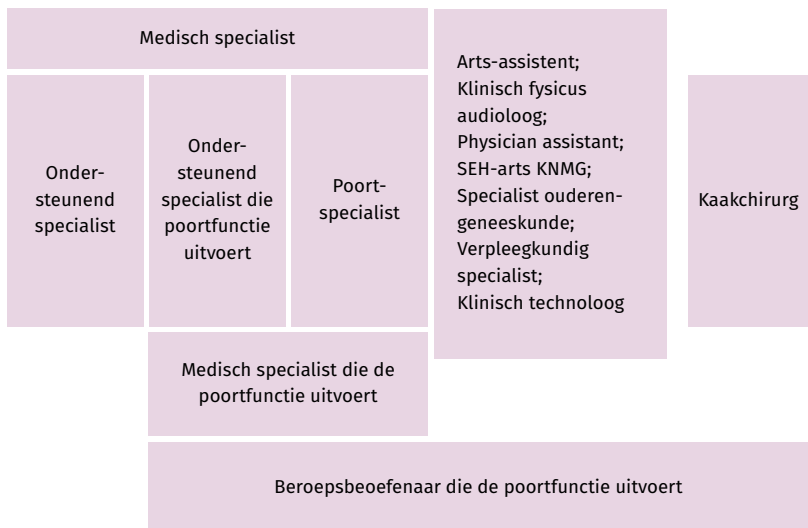 Medisch specialist
Onder-
steunend
specialist
Onder-
steunend
specialist die
poortfunctie
uitvoert
Poort-
specialist
Arts-assistent;
Klinisch fysicus
audioloog;
Physician assistant;
SEH-arts KNMG;
Specialist ouderen-
geneeskunde;
Verpleegkundig
specialist;
Klinisch technoloog
Kaakchirurg
Medisch specialist die de
poortfunctie uitvoert
Beroepsbeoefenaar die de poortfunctie uitvoert